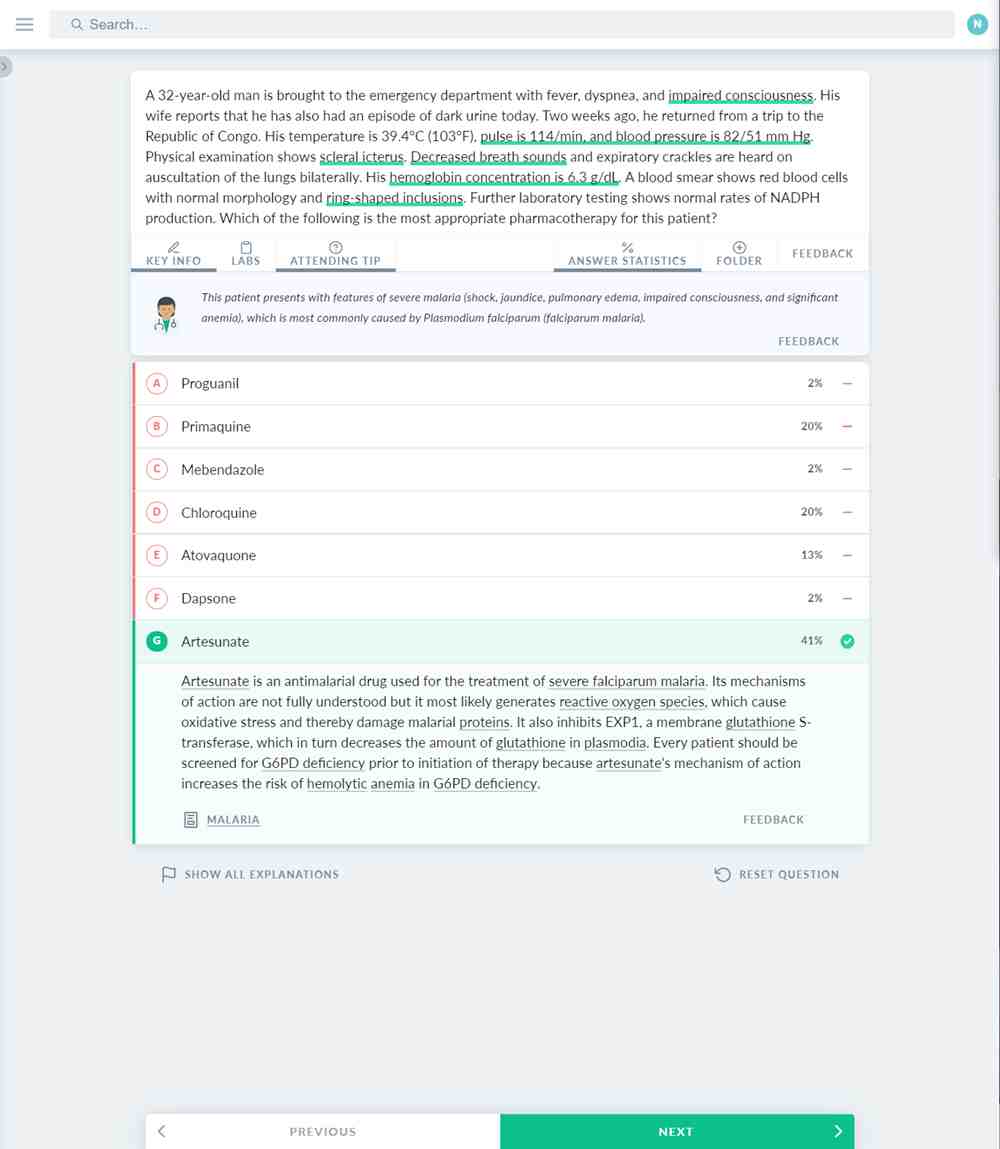 Search…
N
A 32-year-old man is brought to the emergency department with fever, dyspnea, and impaired consciousness. His
wife reports that he has also had an episode of dark urine today. Two weeks ago, he returned from a trip to the
Republic of Congo. His temperature is 39.4°C (103°F), pulse is 114/min, and blood pressure is 82/51 mm Hg.
Physical examination shows scleral icterus. Decreased breath sounds and expiratory crackles are heard on
auscultation of the lungs bilaterally. His hemoglobin concentration is 6.3 g/dL. A blood smear shows red blood cells
with normal morphology and ring-shaped inclusions. Further laboratory testing shows normal rates of NADPH
production. Which of the following is the most appropriate pharmacotherapy for this patient?
KEY INFO LABS ATTENDING TIP ANSWER STATISTICS FOLDER FEEDBACK
This patient presents with features of severe malaria (shock, jaundice, pulmonary edema, impaired consciousness, and significant
anemia), which is most commonly caused by Plasmodium falciparum (falciparum malaria).
FEEDBACK
A Proguanil 2%
B Primaquine 20%
C Mebendazole 2%
D Chloroquine 20%
E Atovaquone 13%
F Dapsone 2%
G Artesunate 41%
Artesunate is an antimalarial drug used for the treatment of severe falciparum malaria. Its mechanisms
of action are not fully understood but it most likely generates reactive oxygen species, which cause
oxidative stress and thereby damage malarial proteins. It also inhibits EXP1, a membrane glutathione S-
transferase, which in turn decreases the amount of glutathione in plasmodia. Every patient should be
screened for G6PD deficiency prior to initiation of therapy because artesunate's mechanism of action
increases the risk of hemolytic anemia in G6PD deficiency.
MALARIA FEEDBACK
SHOW ALL EXPLANATIONS RESET QUESTION
PREVIOUS NEXT